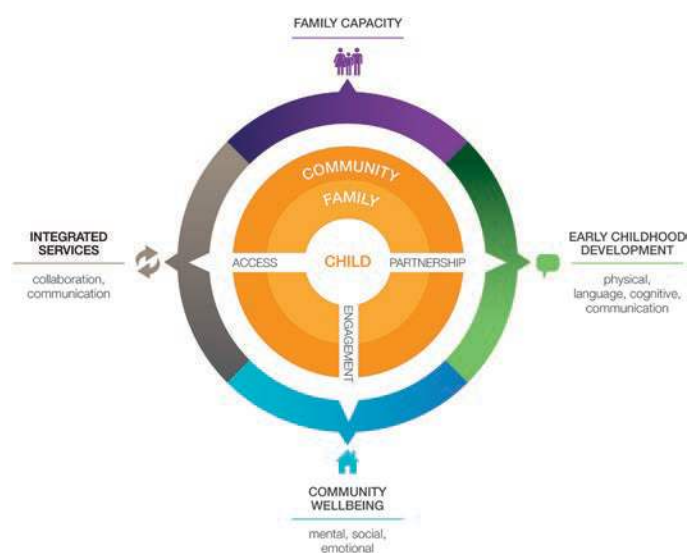 FAMILY CAPACITY
COMMUNITY
FAMILY
INTEGRATED
SERVICES
collaboration,
communication
ACCESS
CHILD
PARTNERSHIP
EARLY CHILDHOOD
DEVELOPMENT
physical,
language, cognitive,
communication
ENGAGEMENT
COMMUNITY
WELLBEING
mental, social,
emotional